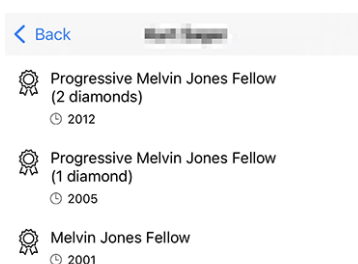 Back
Progressive Melvin Jones Fellow
(2 diamonds)
2012
Progressive Melvin Jones Fellow
(1 diamond)
2005
Melvin Jones Fellow
2001